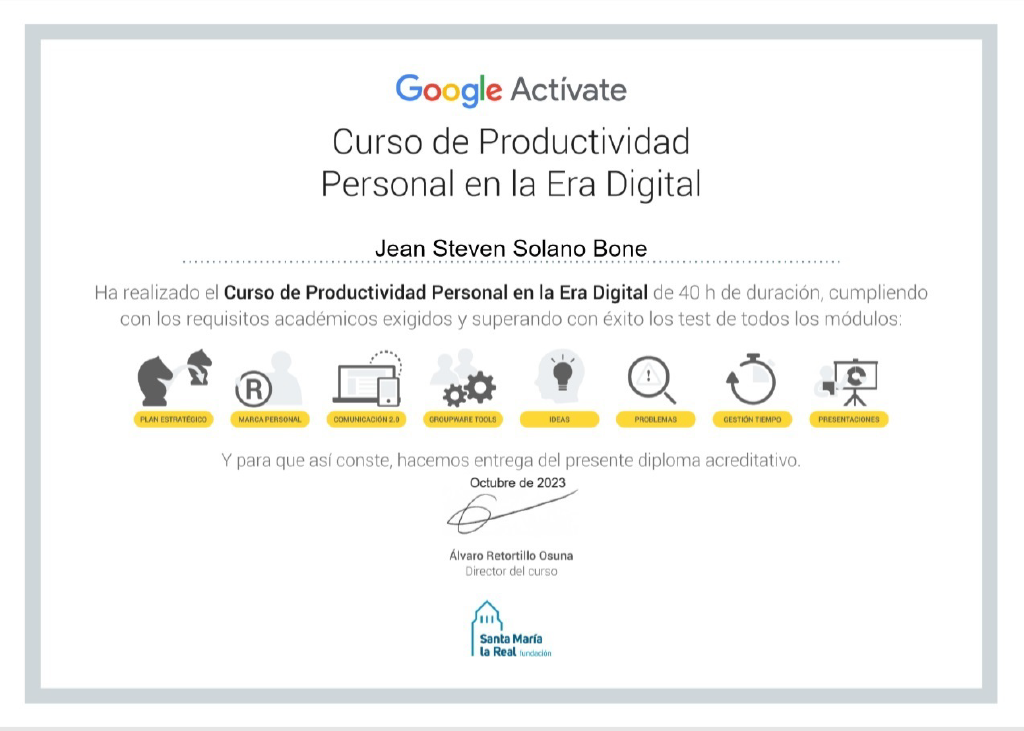 Google Actívate
Curso de Productividad
Personal en la Era Digital
Jean Steven Solano Bone
Ha realizado el Curso de Productividad Personal en la Era Digital de 40 h de duración, cumpliendo
con los requisitos académicos exigidos y superando con éxito los test de todos los módulos:
R
PLAN ESTRATÉGICO MARCA PERSONAL COMUNICACIÓN 2.0 GROUPWARE TOOLS IDEAS PROBLEMAS GESTIÓN TIEMPO PRESENTACIONES
Y para que así conste, hacemos entrega del presente diploma acreditativo.
Octubre de 2023
Álvaro Retortillo Osuna
Director del curso
Santa María
la Real fundación